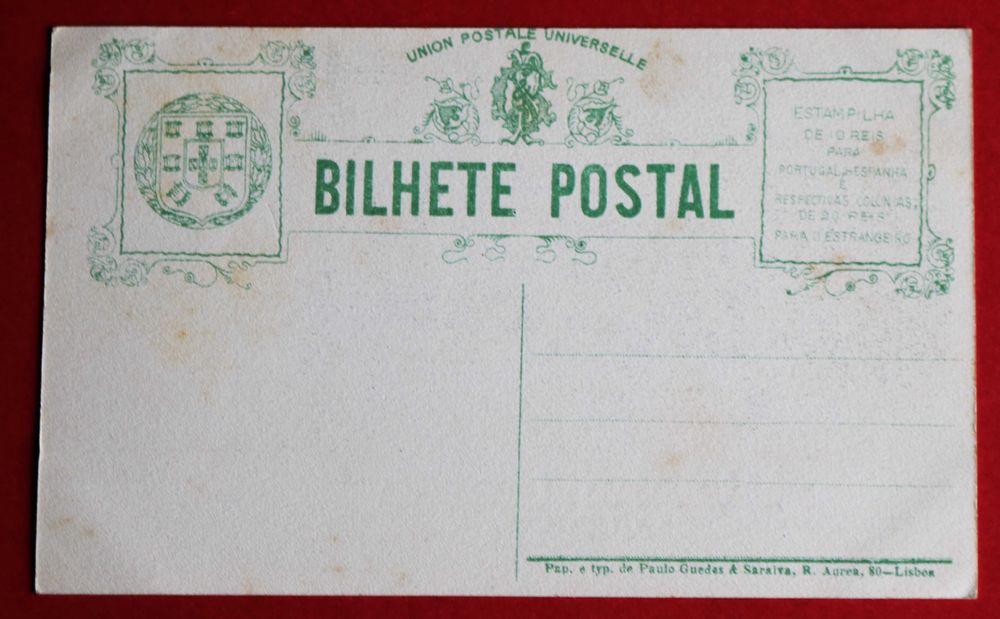 UNION POSTALE UNIVERSELLE
BILHETE POSTAL
ESTAMPILHA
DE 10 REIS
PARA
PORTUGAL, ESPANHA
E
RESPECTIVAS COLONIAS,
DE 20 REIS
PARA O ESTRANGEIRO
Pap. e typ. de Paulo Guedes & Saraiva, R. Aurea, 80—Lisboa